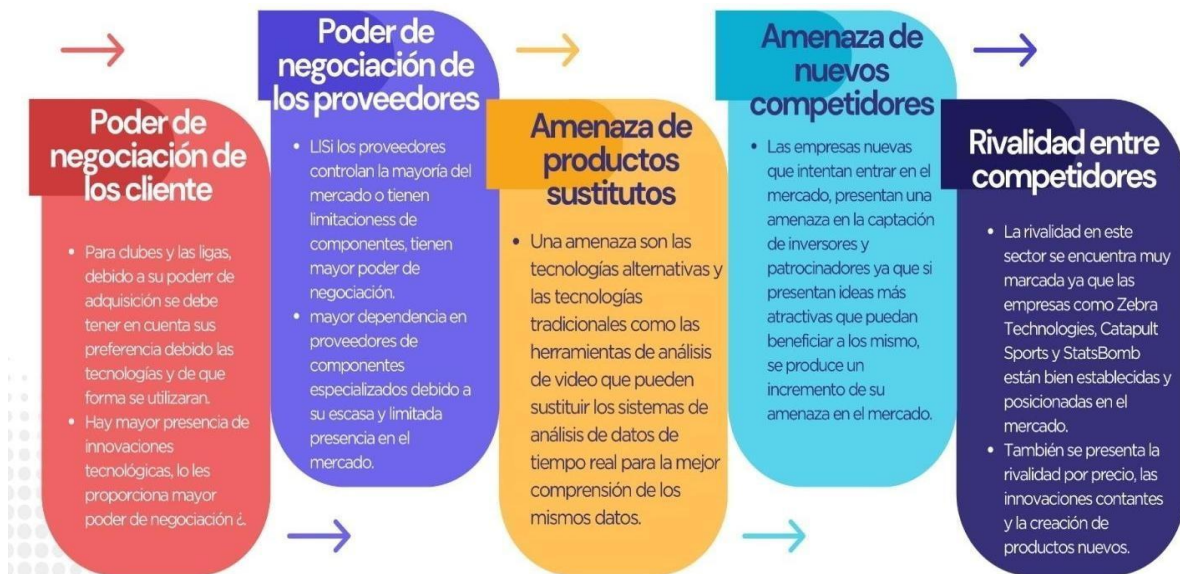 Poder de
negociación de
los cliente
• Para clubes y las ligas,
debido a su poderr de
adquisición se debe
tener en cuenta sus
preferencia debido las
tecnologías y de que
forma se utilizaran.
• Hay mayor presencia de
innovaciones
tecnológicas, lo les
proporciona mayor
poder de negociación ¿.
Poder de
negociación de
los proveedores
• LISi los proveedores
controlan la mayoría del
mercado o tienen
limitacioness de
componentes, tienen
mayor poder de
negociación.
• mayor dependencia en
proveedores de
componentes
especializados debido a
su escasa y limitada
presencia en el
mercado.
Amenaza de
productos
sustitutos
• Una amenaza son las
tecnologías alternativas y
las tecnologías
tradicionales como las
herramientas de análisis
de video que pueden
sustituir los sistemas de
análisis de datos de
tiempo real para la mejor
comprensión de los
mismos datos.
Amenaza de
nuevos
competidores
• Las empresas nuevas
que intentan entrar en el
mercado, presentan una
amenaza en la captación
de inversores y
patrocinadores ya que si
presentan ideas más
atractivas que puedan
beneficiar a los mismo,
se produce un
incremento de su
amenaza en el mercado.
Rivalidad entre
competidores
• La rivalidad en este
sector se encuentra muy
marcada ya que las
empresas como Zebra
Technologies, Catapult
Sports y StatsBomb
están bien establecidas y
posicionadas en el
mercado.
• También se presenta la
rivalidad por precio, las
innovaciones contantes
y la creación de
productos nuevos.